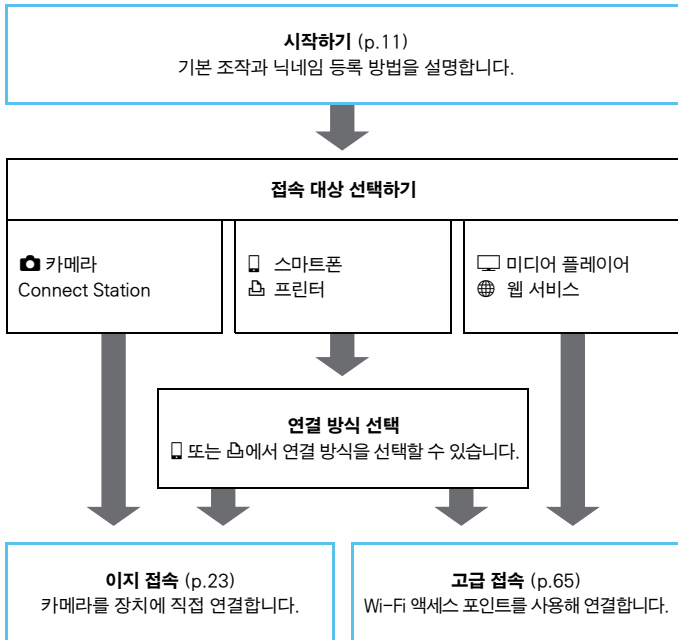 시작하기 (p.11)
기본 조작과 닉네임 등록 방법을 설명합니다.
접속 대상 선택하기
카메라
Connect Station
스마트폰
프린터
미디어 플레이어
웹 서비스
연결 방식 선택
또는 에서 연결 방식을 선택할 수 있습니다.
이지 접속 (p.23)
카메라를 장치에 직접 연결합니다.
고급 접속 (p.65)
Wi-Fi 액세스 포인트를 사용해 연결합니다.